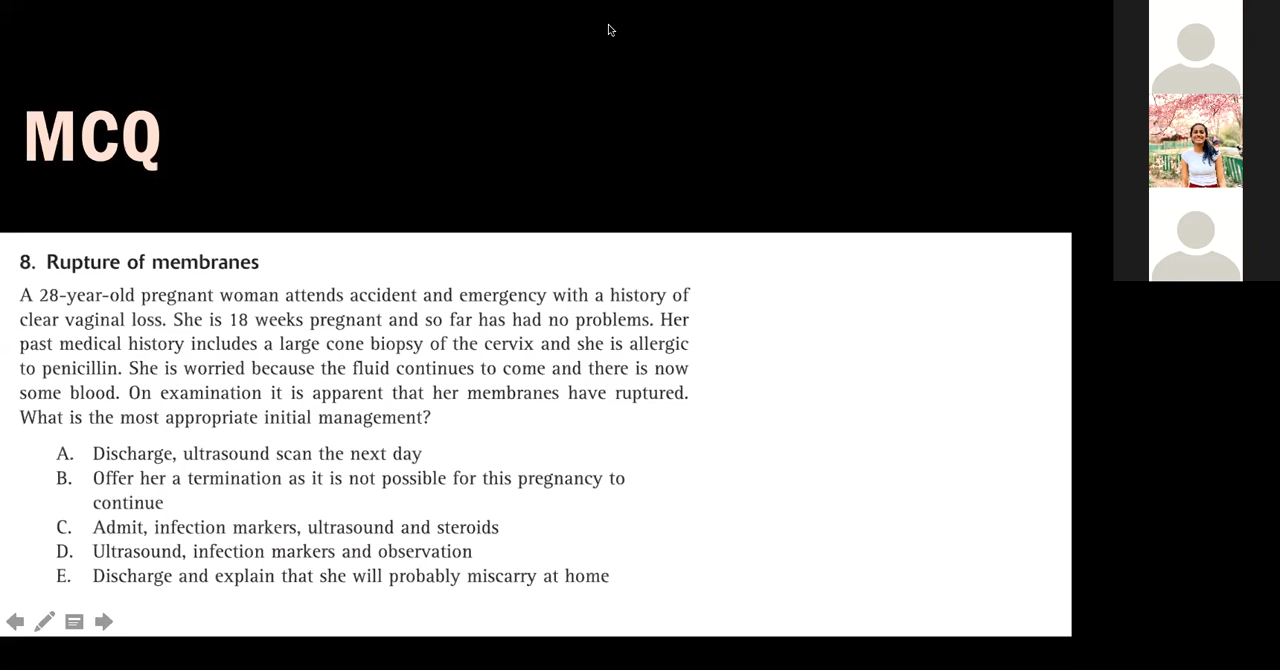 MCQ
8. Rupture of membranes
A 28-year-old pregnant woman attends accident and emergency with a history of
clear vaginal loss. She is 18 weeks pregnant and so far has had no problems. Her
past medical history includes a large cone biopsy of the cervix and she is allergic
to penicillin. She is worried because the fluid continues to come and there is now
some blood. On examination it is apparent that her membranes have ruptured.
What is the most appropriate initial management?
A. Discharge, ultrasound scan the next day
B. Offer her a termination as it is not possible for this pregnancy to
continue
C. Admit, infection markers, ultrasound and steroids
D. Ultrasound, infection markers and observation
E. Discharge and explain that she will probably miscarry at home